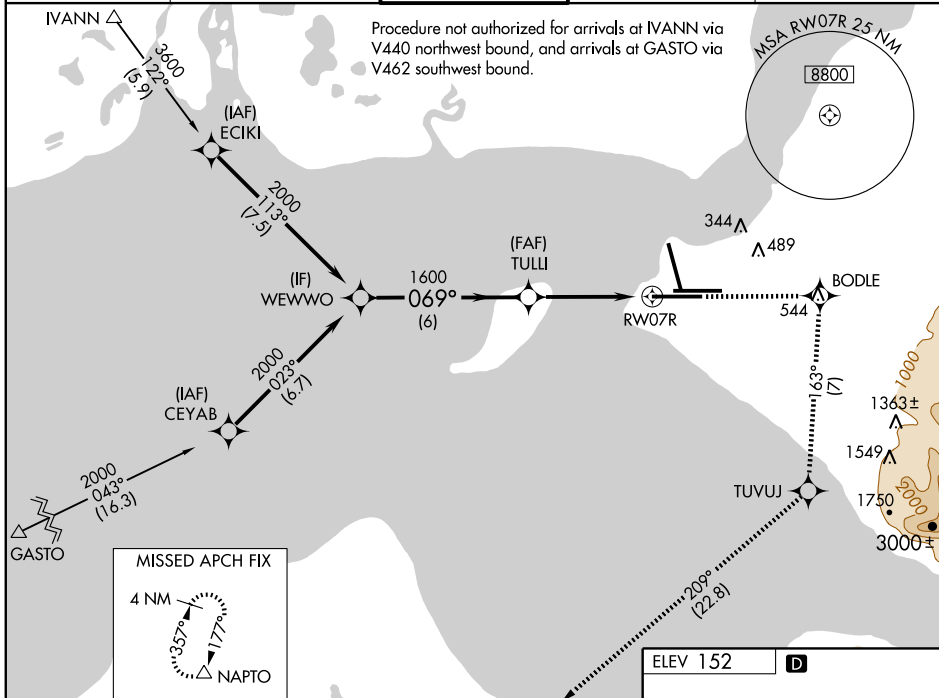 IVANN
Procedure not authorized for arrivals at IVANN via
V440 northwest bound, and arrivals at GASTO via
V462 southwest bound.
MSA RW07R 25 NM
8800
3600
122°
(5.9)
(IAF)
ECIKI
2000
113°
(7.5)
344
489
(FAF)
TULLI
(IF)
WEWWO
1600
069°
(6)
RW07R
BODLE
544
2000
023°
(6.7)
(IAF)
CEYAB
163°
(7)
1000
1363±
1549
2000
1750
3000±
2000
043°
(16.3)
GASTO
TUVUJ
209°
(22.8)
MISSED APCH FIX
4 NM
357°
177°
NAPTO
ELEV 152
D